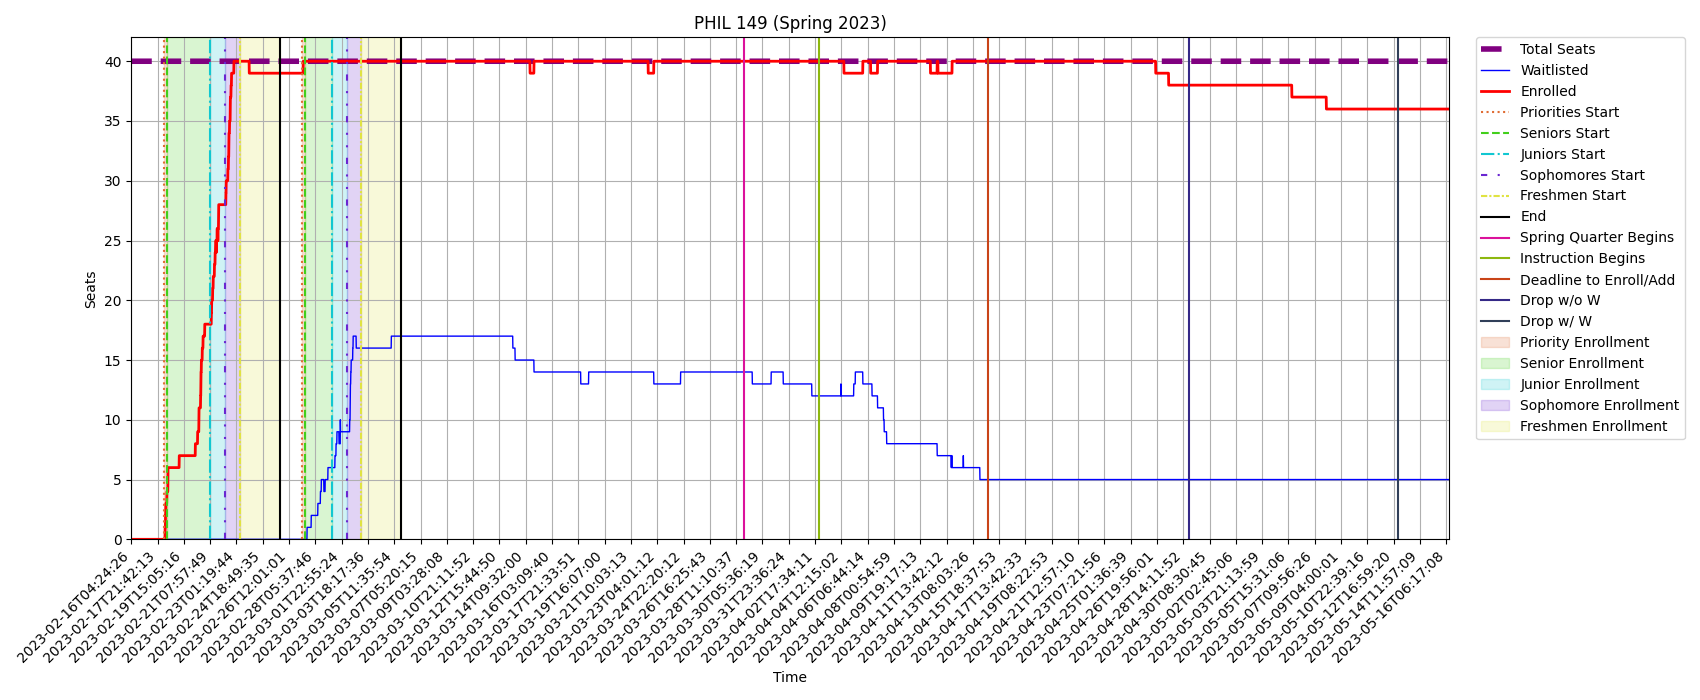 PHIL 149 (Spring 2023)
Seats
40
35
30
25
20
15
10
5
0
2023-02-16T04:24:26
2023-02-17T21:42:13
2023-02-19T15:05:16
2023-02-21T07:57:49
2023-02-23T01:19:44
2023-02-24T18:49:35
2023-02-26T12:01:01
2023-02-28T05:37:46
2023-03-01T22:55:24
2023-03-03T18:17:36
2023-03-05T11:35:54
2023-03-07T05:20:15
2023-03-09T03:28:08
2023-03-10T21:11:52
2023-03-12T15:44:50
2023-03-14T09:32:00
2023-03-16T03:09:40
2023-03-17T21:33:51
2023-03-19T16:07:00
2023-03-21T10:03:13
2023-03-23T04:01:12
2023-03-24T22:20:12
2023-03-26T16:25:43
2023-03-28T11:10:37
2023-03-30T05:36:19
2023-03-31T23:36:24
2023-04-02T17:34:11
2023-04-04T12:15:02
2023-04-06T06:44:14
2023-04-08T00:54:59
2023-04-09T19:17:13
2023-04-11T13:42:12
2023-04-13T08:03:26
2023-04-15T18:37:53
2023-04-17T13:42:33
2023-04-19T08:22:53
2023-04-21T12:57:10
2023-04-23T07:21:56
2023-04-25T01:36:39
2023-04-26T19:56:01
2023-04-28T14:11:52
2023-04-30T08:30:45
2023-05-02T02:45:06
2023-05-03T21:13:59
2023-05-05T15:31:06
2023-05-07T09:56:26
2023-05-09T04:00:01
2023-05-10T22:39:16
2023-05-12T16:59:20
2023-05-14T11:57:09
2023-05-16T06:17:08
Time
Total Seats
Waitlisted
Enrolled
Priorities Start
Seniors Start
Juniors Start
Sophomores Start
Freshmen Start
End
Spring Quarter Begins
Instruction Begins
Deadline to Enroll/Add
Drop w/o W
Drop w/ W
Priority Enrollment
Senior Enrollment
Junior Enrollment
Sophomore Enrollment
Freshmen Enrollment